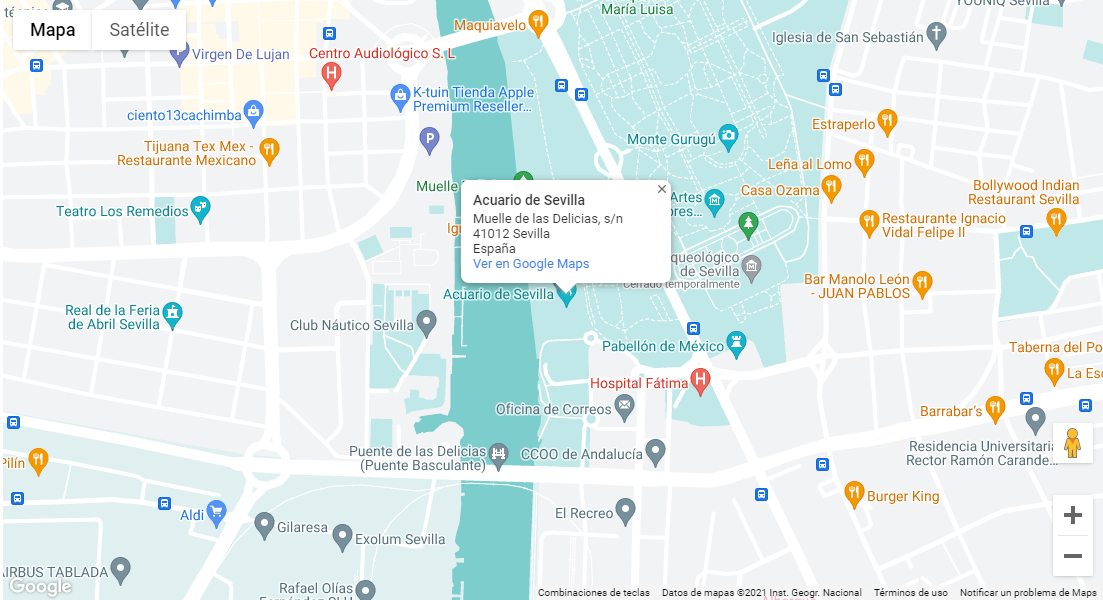 María Luisa
YOUNIQ Sevilla
Mapa
Satélite
Maquiavelo
Iglesia de San Sebastián
Virgen De Lujan
Centro Audiológico S. L
K-tuin Tienda Apple
Premium Reseller...
ciento13cachimba
P
Estraperlo
Monte Gurugú
Tijuana Tex Mex -
Restaurante Mexicano
Leña al Lomo
Muelle
Casa Ozama
Bollywood Indian
Restaurant Sevilla
Acuario de Sevilla
Muelle de las Delicias, s/n
41012 Sevilla
España
Ver en Google Maps
Artes
Teatro Los Remedios
Restaurante Ignacio
Vidal Felipe II
queológico
de Sevilla
Cerrado temporalmente
Bar Manolo León
- JUAN PABLOS
Acuario de Sevilla
Real de la Feria
de Abril Sevilla
Club Náutico Sevilla
Pabellón de México
Taberna del Po
La Esc
Hospital Fátima
H
H
Oficina de Correos
Barrabar's
Puente de las Delicias
(Puente Basculante)
CCOO de Andalucía
Residencia Universitaria
Rector Ramón Carande...
Pilín
Burger King
Aldi
El Recreo
Gilaresa
Exolum Sevilla
AIRBUS TABLADA
Rafael Olías
Google
Combinaciones de teclas
Datos de mapas ©2021 Inst. Geogr. Nacional
Términos de uso
Notificar un problema de Maps